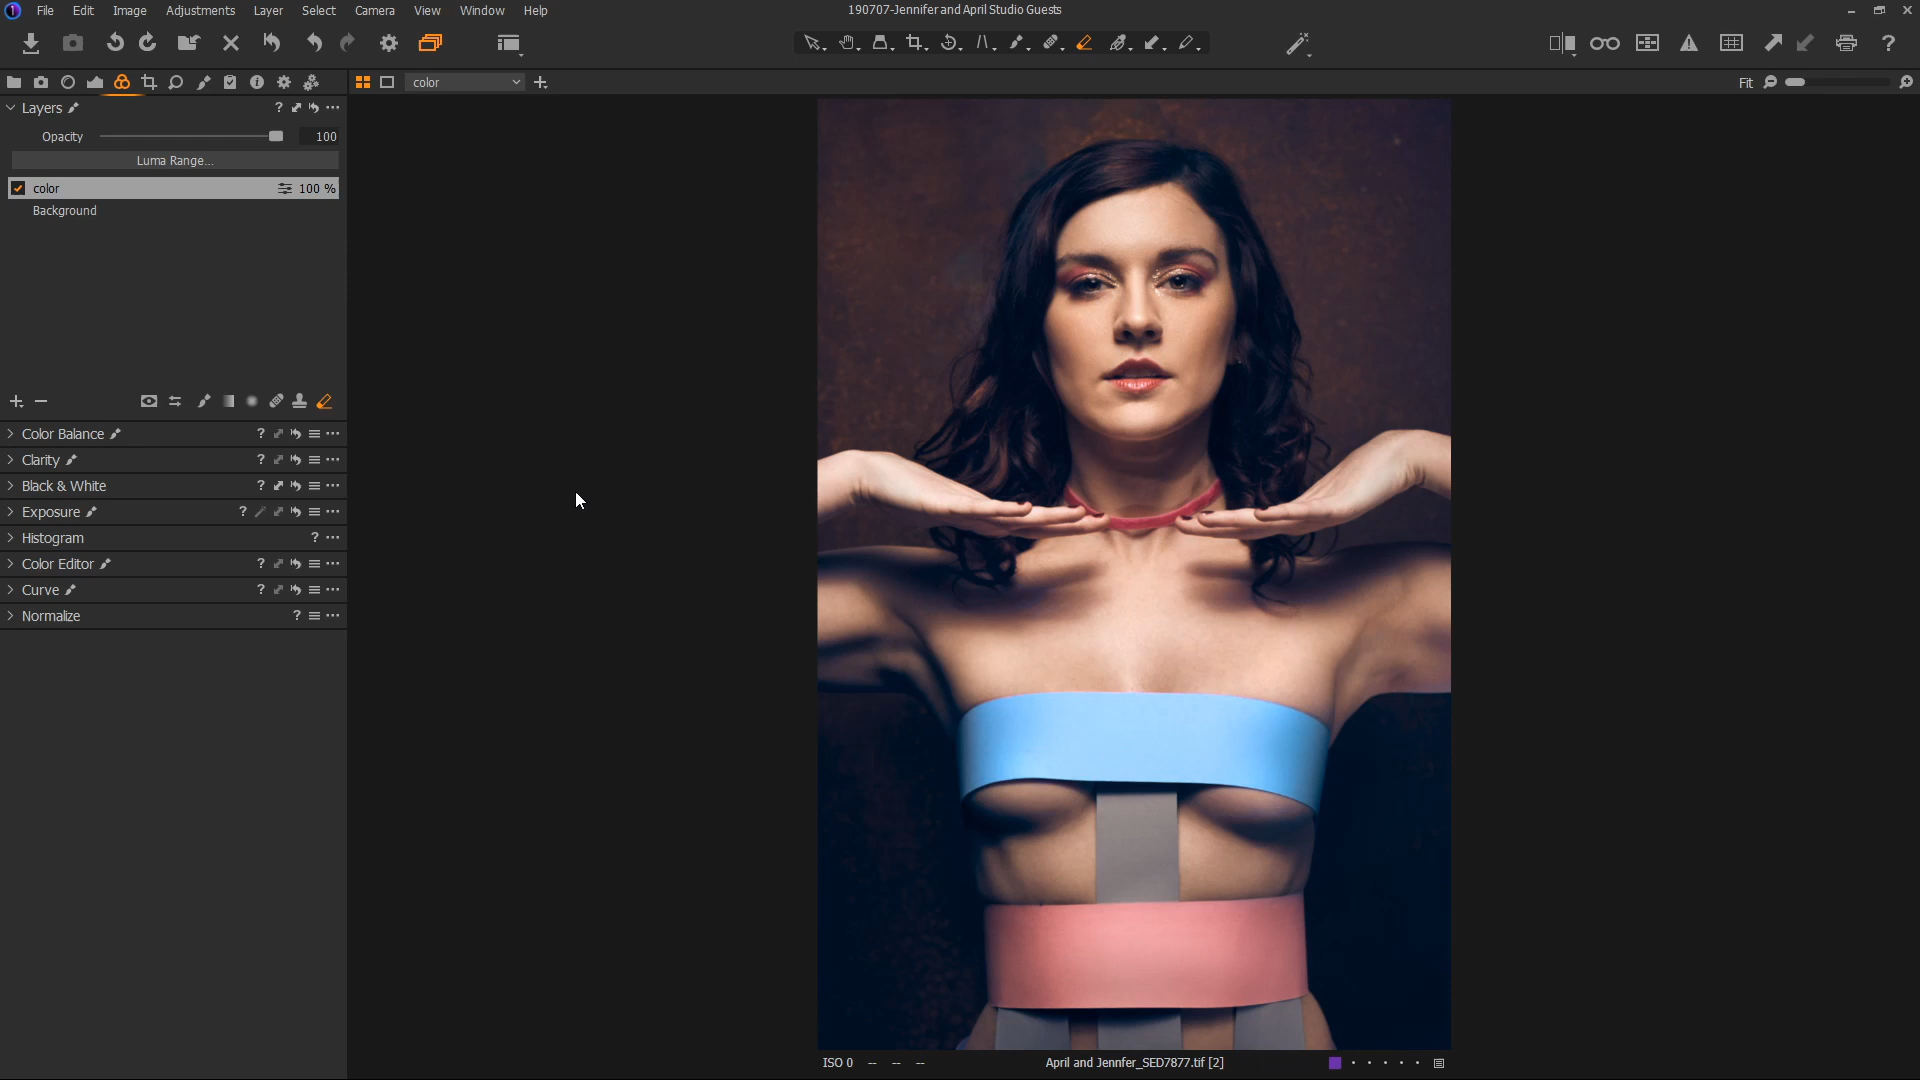 File Edit Image Adjustments Layer Select Camera View Window Help
190707-Jennifer and April Studio Guests
color
Fit
Layers
Opacity 100
Luma Range...
color 100 %
Background
Color Balance
Clarity
Black & White
Exposure
Histogram
Color Editor
Curve
Normalize
ISO 0 -- -- -- April and Jennfer_SED7877.tif [2]